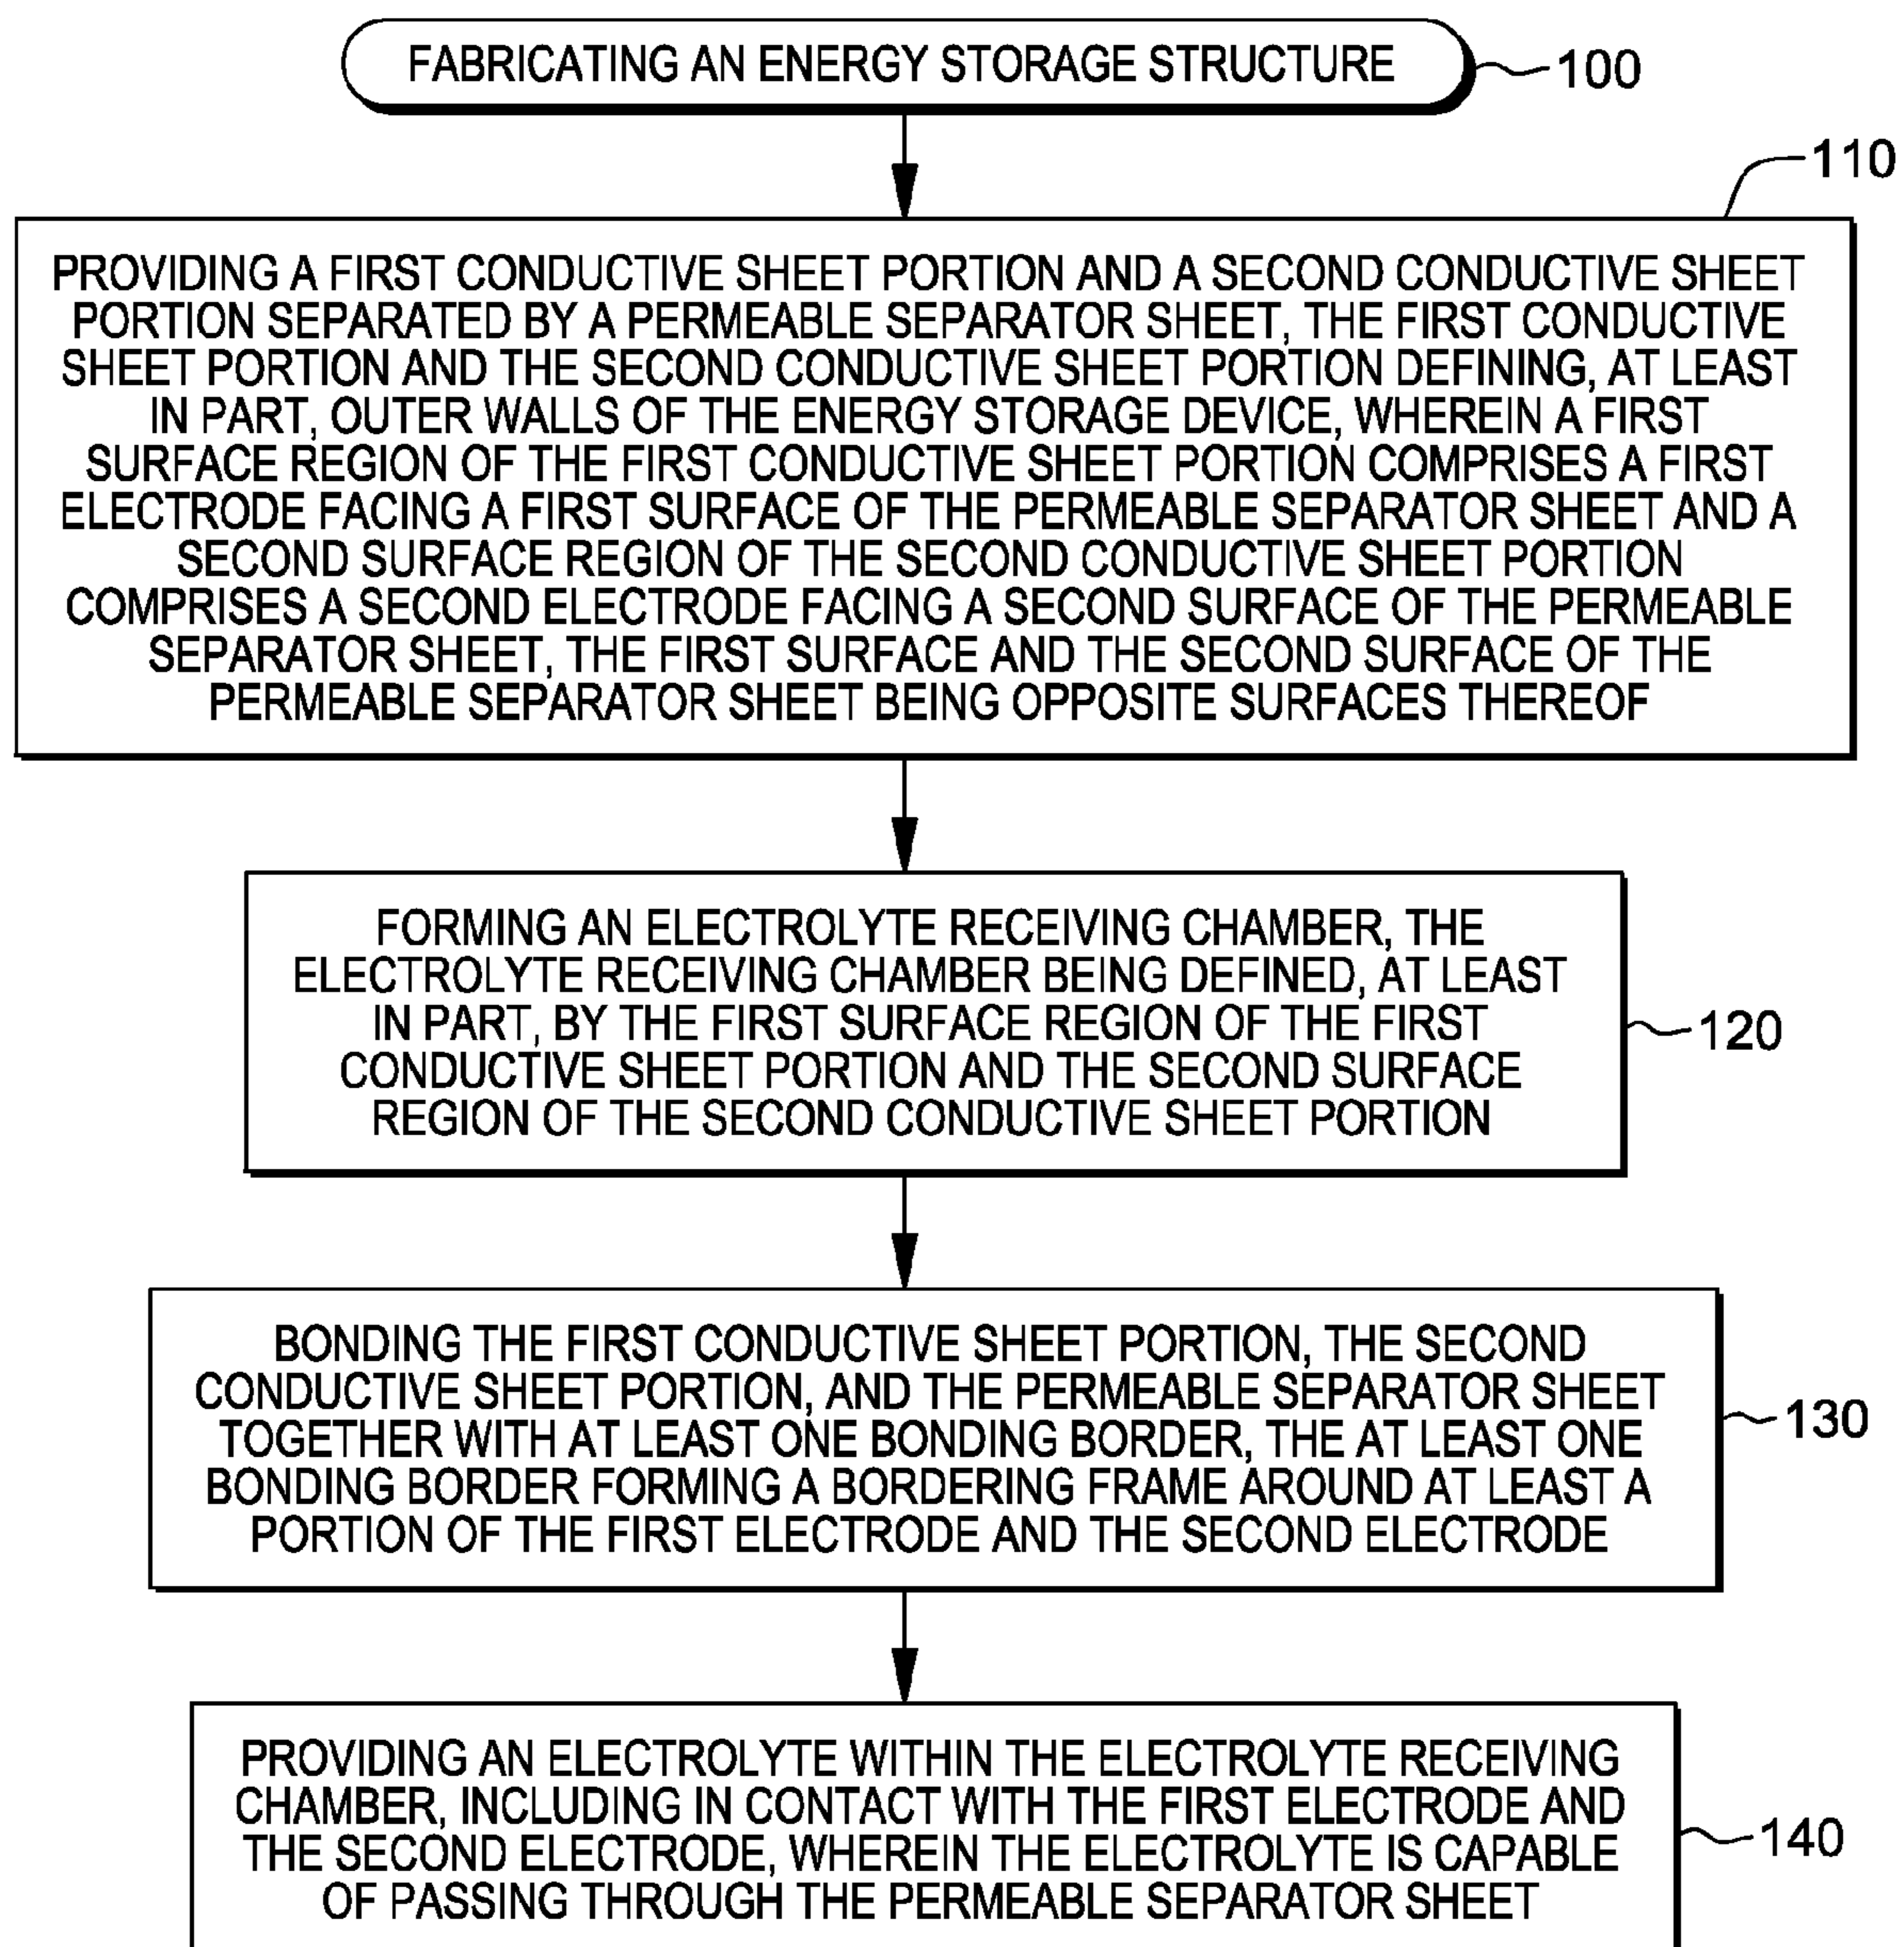 FABRICATING AN ENERGY STORAGE STRUCTURE
100
110
PROVIDING A FIRST CONDUCTIVE SHEET PORTION AND A SECOND CONDUCTIVE SHEET
PORTION SEPARATED BY A PERMEABLE SEPARATOR SHEET, THE FIRST CONDUCTIVE
SHEET PORTION AND THE SECOND CONDUCTIVE SHEET PORTION DEFINING, AT LEAST
IN PART, OUTER WALLS OF THE ENERGY STORAGE DEVICE, WHEREIN A FIRST
SURFACE REGION OF THE FIRST CONDUCTIVE SHEET PORTION COMPRISES A FIRST
ELECTRODE FACING A FIRST SURFACE OF THE PERMEABLE SEPARATOR SHEET AND A
SECOND SURFACE REGION OF THE SECOND CONDUCTIVE SHEET PORTION
COMPRISES A SECOND ELECTRODE FACING A SECOND SURFACE OF THE PERMEABLE
SEPARATOR SHEET, THE FIRST SURFACE AND THE SECOND SURFACE OF THE
PERMEABLE SEPARATOR SHEET BEING OPPOSITE SURFACES THEREOF
FORMING AN ELECTROLYTE RECEIVING CHAMBER, THE
ELECTROLYTE RECEIVING CHAMBER BEING DEFINED, AT LEAST
IN PART, BY THE FIRST SURFACE REGION OF THE FIRST
CONDUCTIVE SHEET PORTION AND THE SECOND SURFACE
REGION OF THE SECOND CONDUCTIVE SHEET PORTION
120
BONDING THE FIRST CONDUCTIVE SHEET PORTION, THE SECOND
CONDUCTIVE SHEET PORTION, AND THE PERMEABLE SEPARATOR SHEET
TOGETHER WITH AT LEAST ONE BONDING BORDER, THE AT LEAST ONE
BONDING BORDER FORMING A BORDERING FRAME AROUND AT LEAST A
PORTION OF THE FIRST ELECTRODE AND THE SECOND ELECTRODE
130
PROVIDING AN ELECTROLYTE WITHIN THE ELECTROLYTE RECEIVING
CHAMBER, INCLUDING IN CONTACT WITH THE FIRST ELECTRODE AND
THE SECOND ELECTRODE, WHEREIN THE ELECTROLYTE IS CAPABLE
OF PASSING THROUGH THE PERMEABLE SEPARATOR SHEET
140